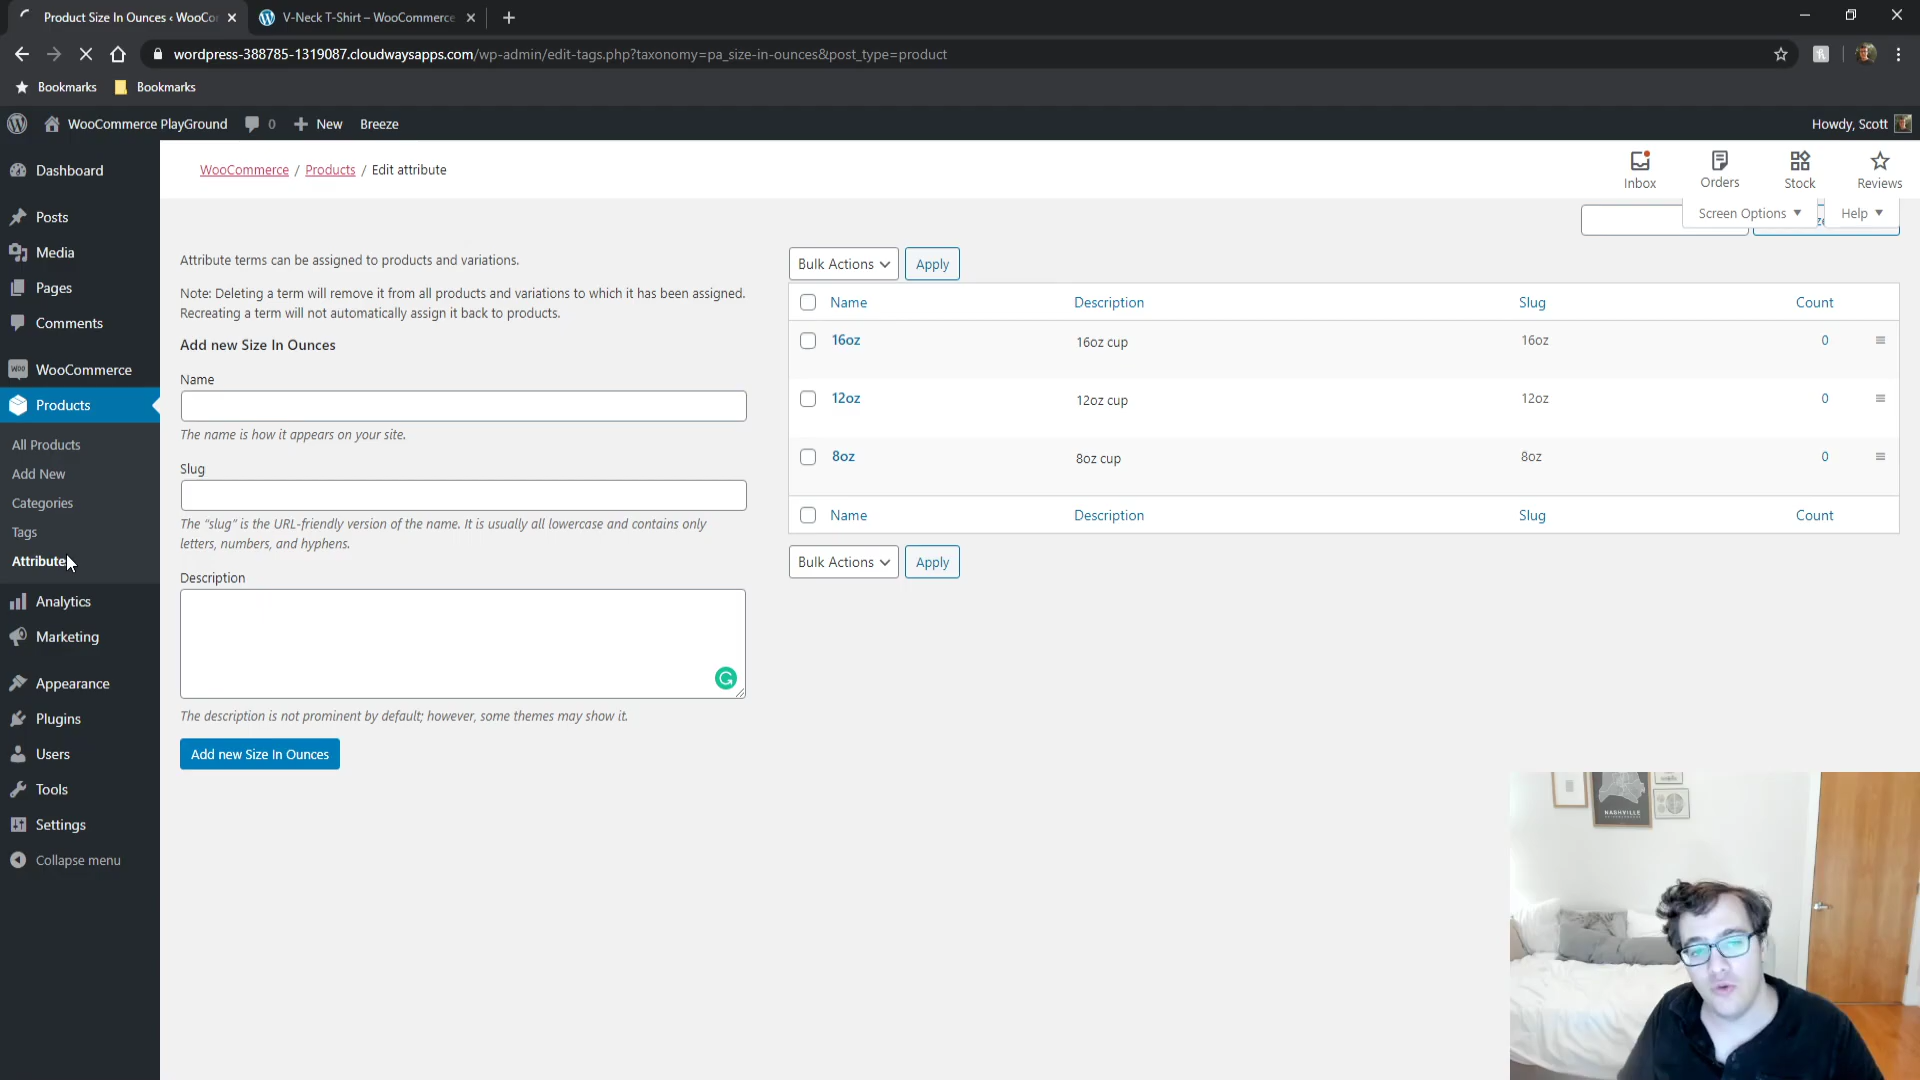 Product Size In Ounces ‹ WooCo
V-Neck T-Shirt – WooCommerce
wordpress-388785-1319087.cloudwaysapps.com/wp-admin/edit-tags.php?taxonomy=pa_size-in-ounces&post_type=product
Bookmarks
Bookmarks
WooCommerce PlayGround
0
New
Breeze
Howdy, Scott
Dashboard
Posts
Media
Pages
Comments
WooCommerce
Products
All Products
Add New
Categories
Tags
Attribute
Analytics
Marketing
Appearance
Plugins
Users
Tools
Settings
Collapse menu
WooCommerce / Products / Edit attribute
Inbox
Orders
Stock
Reviews
Screen Options
Help
Attribute terms can be assigned to products and variations.
Note: Deleting a term will remove it from all products and variations to which it has been assigned.
Recreating a term will not automatically assign it back to products.
Add new Size In Ounces
Name
The name is how it appears on your site.
Slug
The “slug” is the URL-friendly version of the name. It is usually all lowercase and contains only
letters, numbers, and hyphens.
Description
The description is not prominent by default; however, some themes may show it.
Add new Size In Ounces
Bulk Actions
Apply
Name Description Slug Count
16oz 16oz cup 16oz 0
12oz 12oz cup 12oz 0
8oz 8oz cup 8oz 0
Name Description Slug Count
Bulk Actions
Apply
NASHVILLE